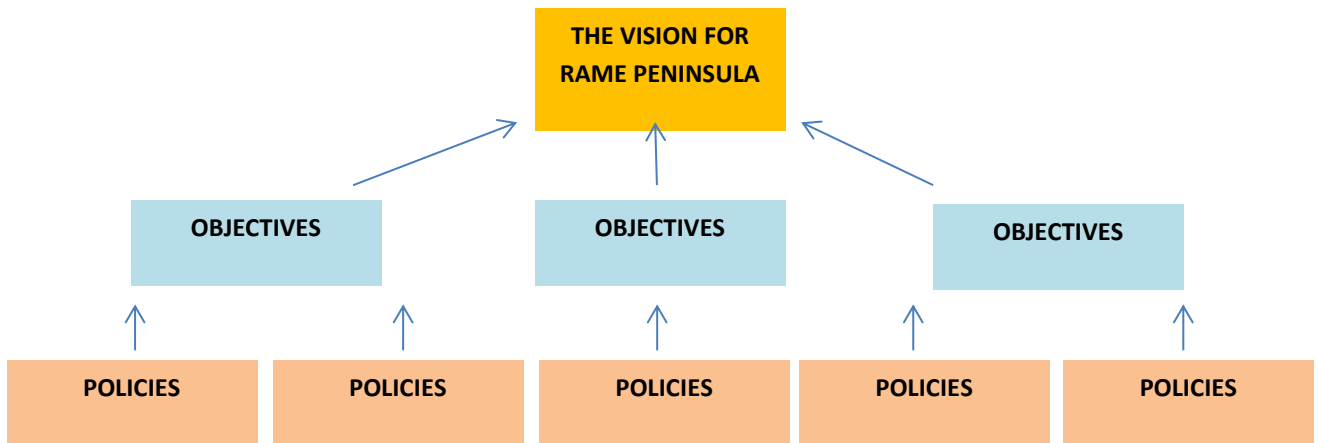 THE VISION FOR
RAME PENINSULA
OBJECTIVES
OBJECTIVES
OBJECTIVES
POLICIES
POLICIES
POLICIES
POLICIES
POLICIES